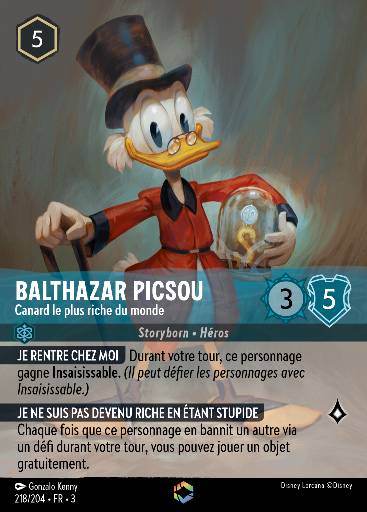 5
BALTHAZAR PICSOU
Canard le plus riche du monde
3
5
Storyborn • Héros
JE RENTRE CHEZ MOI Durant votre tour, ce personnage
gagne Insaisissable. (Il peut défier les personnages avec
Insaisissable.)
JE NE SUIS PAS DEVENU RICHE EN ÉTANT STUPIDE
Chaque fois que ce personnage en bannit un autre via
un défi durant votre tour, vous pouvez jouer un objet
gratuitement.
Gonzalo Kenny
Disney Lorcana ©Disney
218/204 • FR • 3